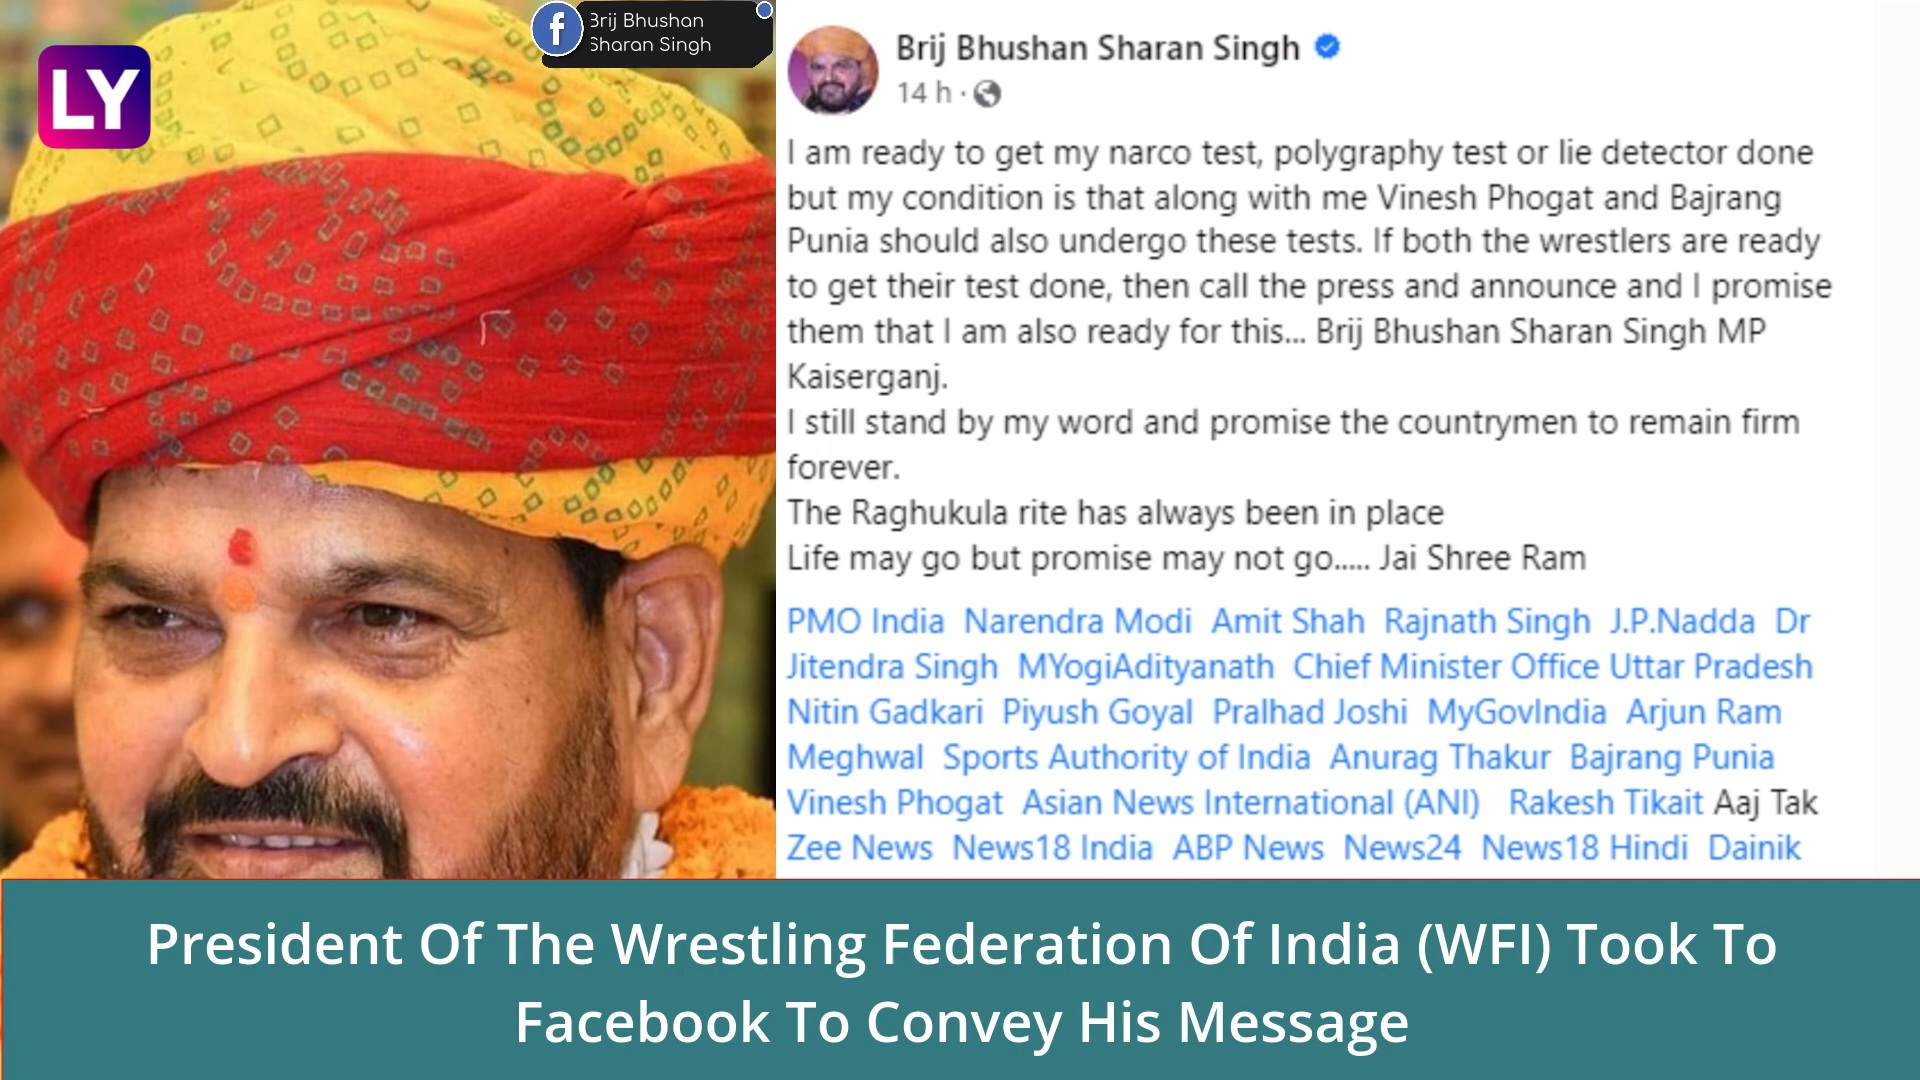 LY
Brij Bhushan
Sharan Singh
Brij Bhushan Sharan Singh
14 h ·
I am ready to get my narco test, polygraphy test or lie detector done
but my condition is that along with me Vinesh Phogat and Bajrang
Punia should also undergo these tests. If both the wrestlers are ready
to get their test done, then call the press and announce and I promise
them that I am also ready for this... Brij Bhushan Sharan Singh MP
Kaiserganj.
I still stand by my word and promise the countrymen to remain firm
forever.
The Raghukula rite has always been in place
Life may go but promise may not go..... Jai Shree Ram
PMO India Narendra Modi Amit Shah Rajnath Singh J.P.Nadda Dr
Jitendra Singh MYogiAdityanath Chief Minister Office Uttar Pradesh
Nitin Gadkari Piyush Goyal Pralhad Joshi MyGovIndia Arjun Ram
Meghwal Sports Authority of India Anurag Thakur Bajrang Punia
Vinesh Phogat Asian News International (ANI) Rakesh Tikait Aaj Tak
Zee News News18 India ABP News News24 News18 Hindi Dainik
President Of The Wrestling Federation Of India (WFI) Took To
Facebook To Convey His Message